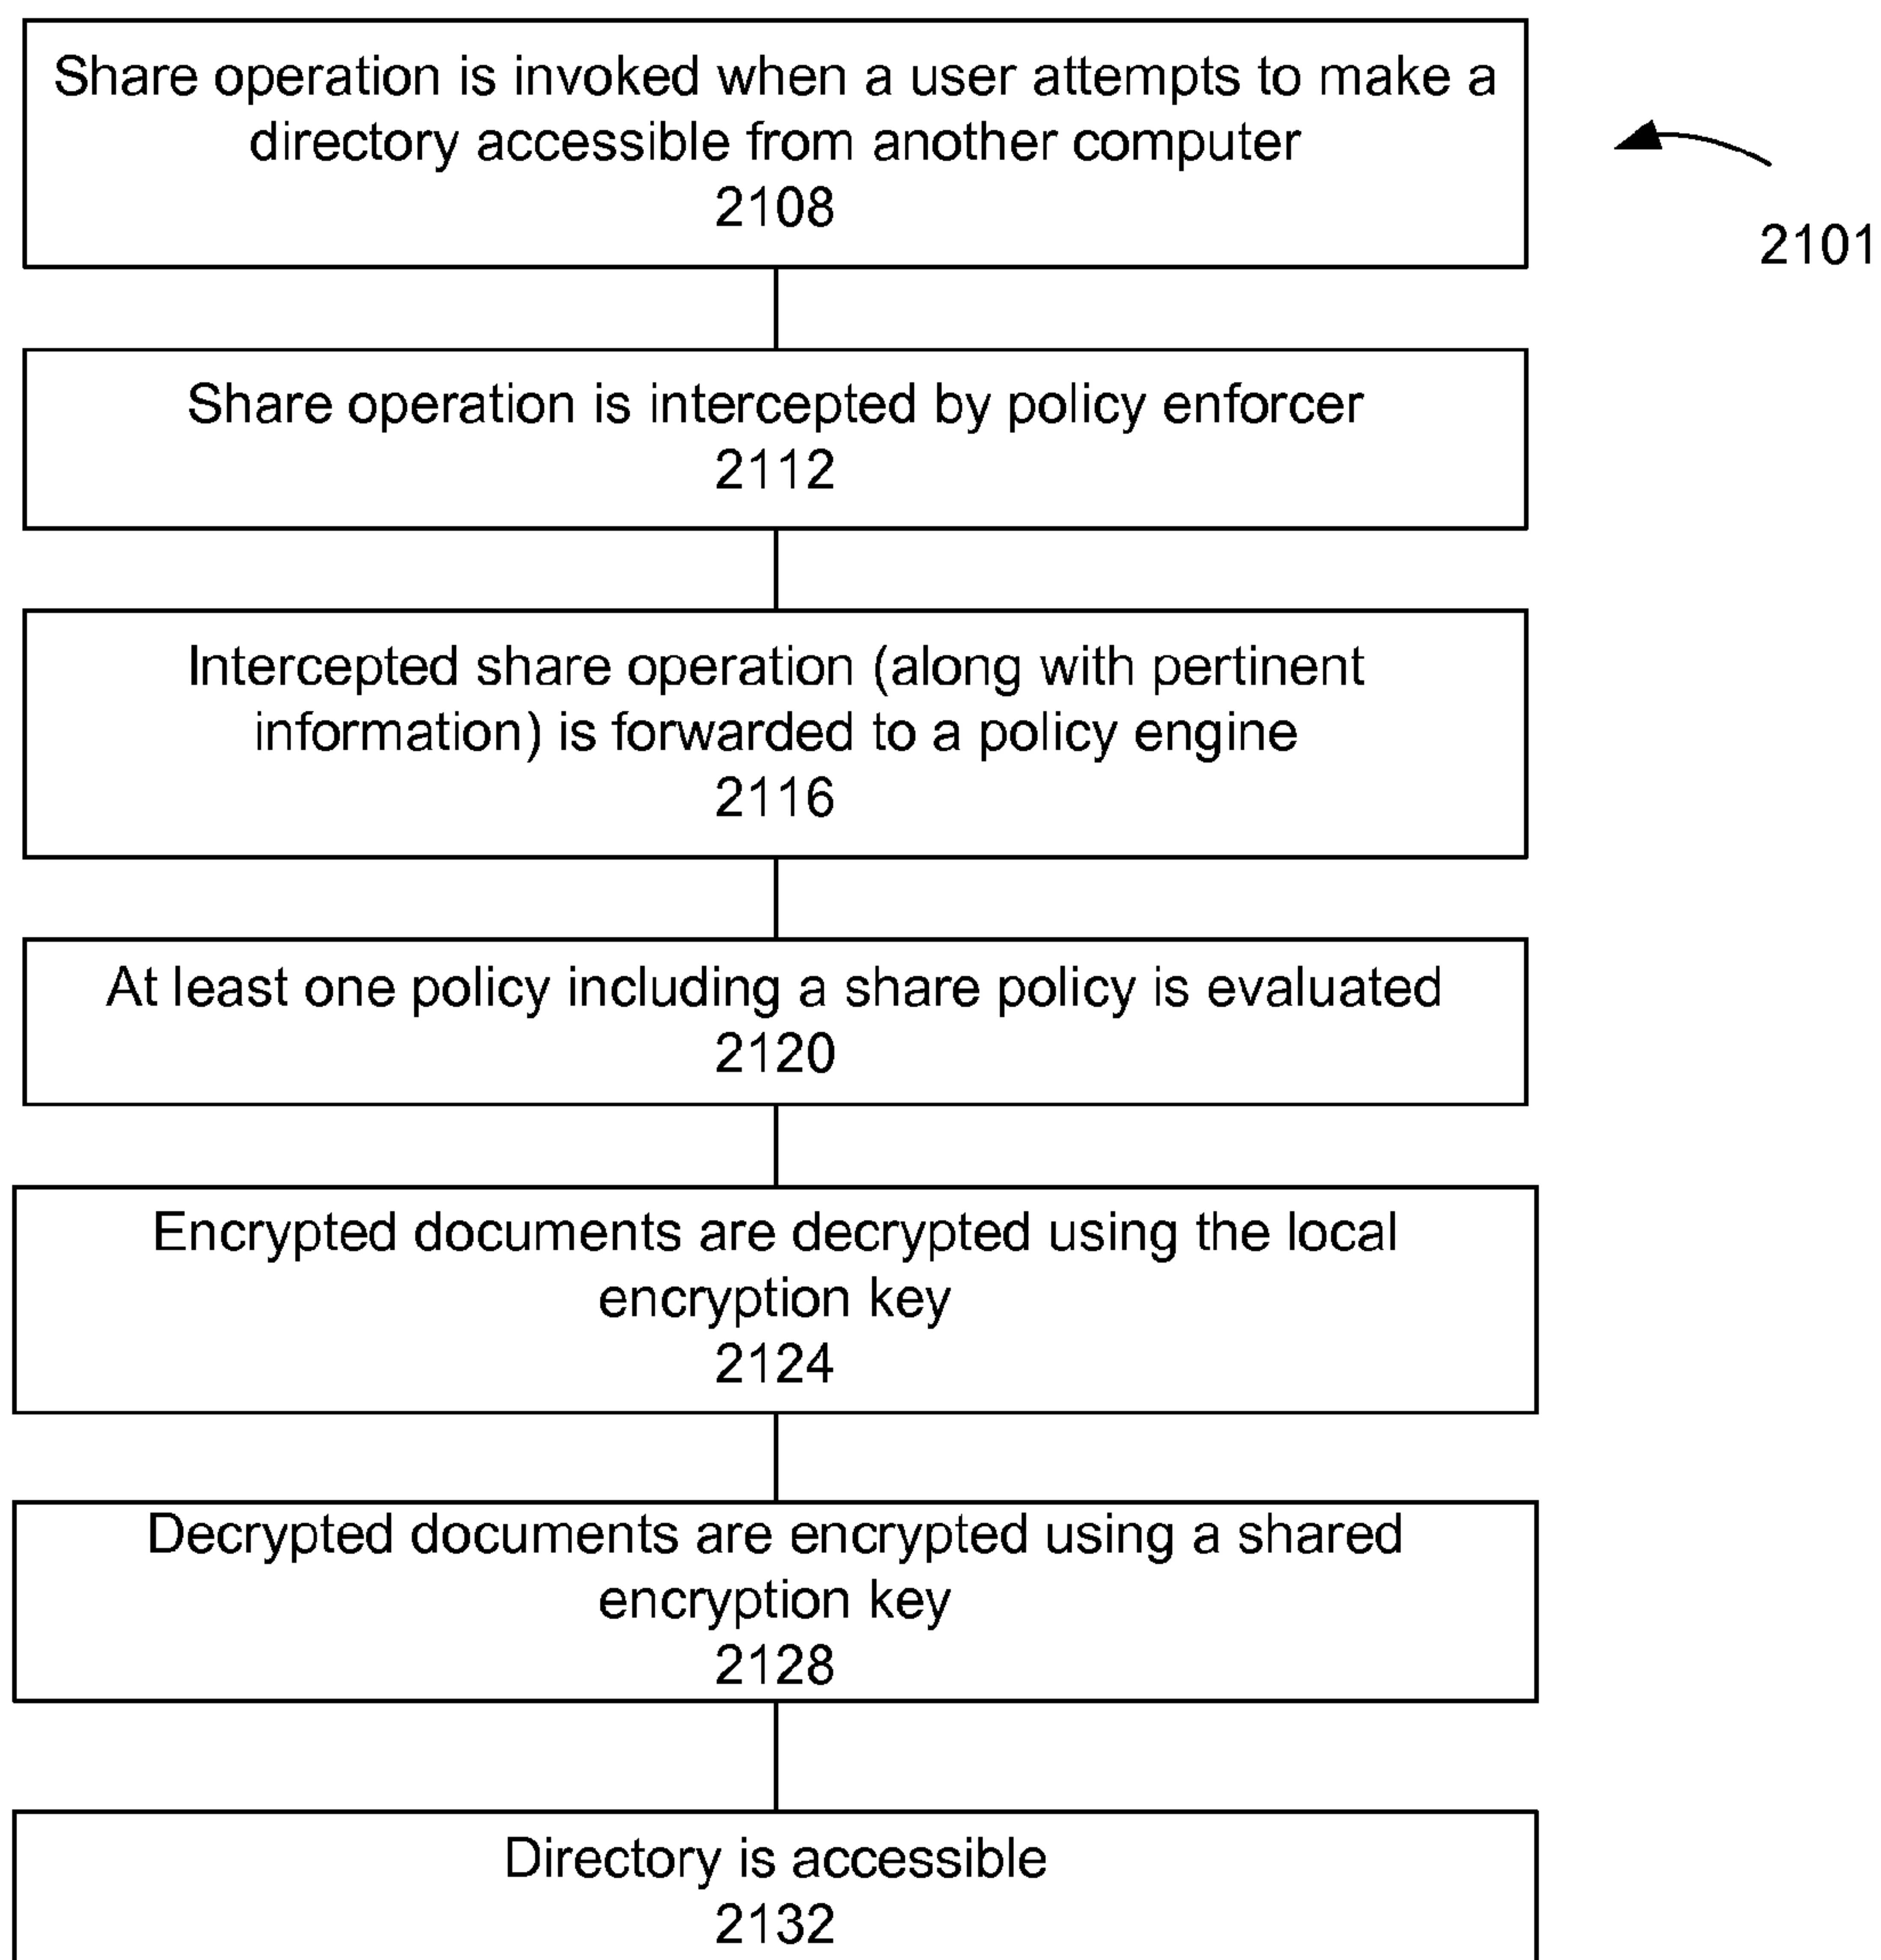 Share operation is invoked when a user attempts to make a
directory accessible from another computer
2108
2101
Share operation is intercepted by policy enforcer
2112
Intercepted share operation (along with pertinent
information) is forwarded to a policy engine
2116
At least one policy including a share policy is evaluated
2120
Encrypted documents are decrypted using the local
encryption key
2124
Decrypted documents are encrypted using a shared
encryption key
2128
Directory is accessible
2132